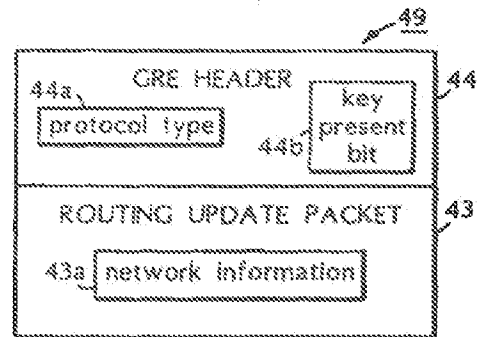 49
GRE HEADER
44
44a
protocol type
44b
key
present
bit
ROUTING UPDATE PACKET
43
43a
network information